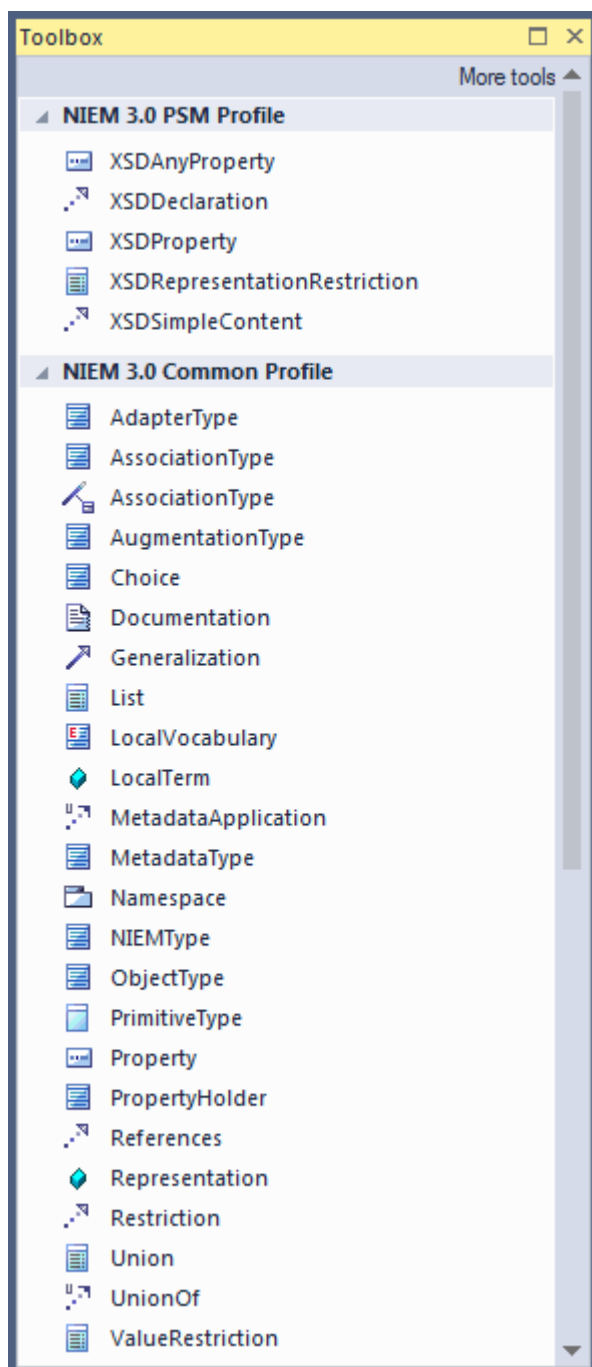 Toolbox
More tools
NIEM 3.0 PSM Profile
XSDAnyProperty
XSDDeclaration
XSDProperty
XSDRepresentationRestriction
XSDSimpleContent
NIEM 3.0 Common Profile
AdapterType
AssociationType
AssociationType
AugmentationType
Choice
Documentation
Generalization
List
LocalVocabulary
LocalTerm
MetadataApplication
MetadataType
Namespace
NIEMType
ObjectType
PrimitiveType
Property
PropertyHolder
References
Representation
Restriction
Union
UnionOf
ValueRestriction